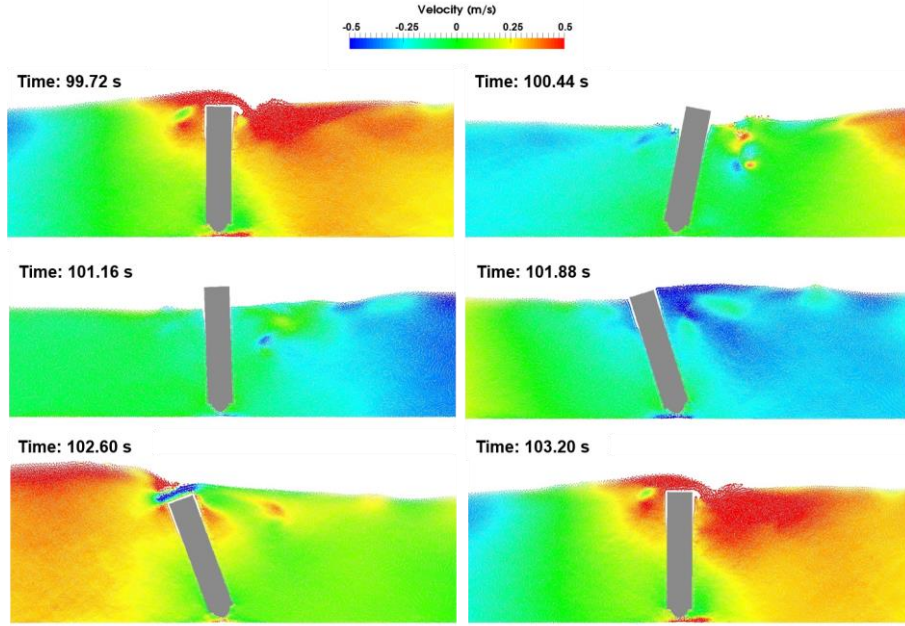 Velocity (m/s)
-0.5 -0.25 0 0.25 0.5
Time: 99.72 s
Time: 100.44 s
Time: 101.16 s
Time: 101.88 s
Time: 102.60 s
Time: 103.20 s